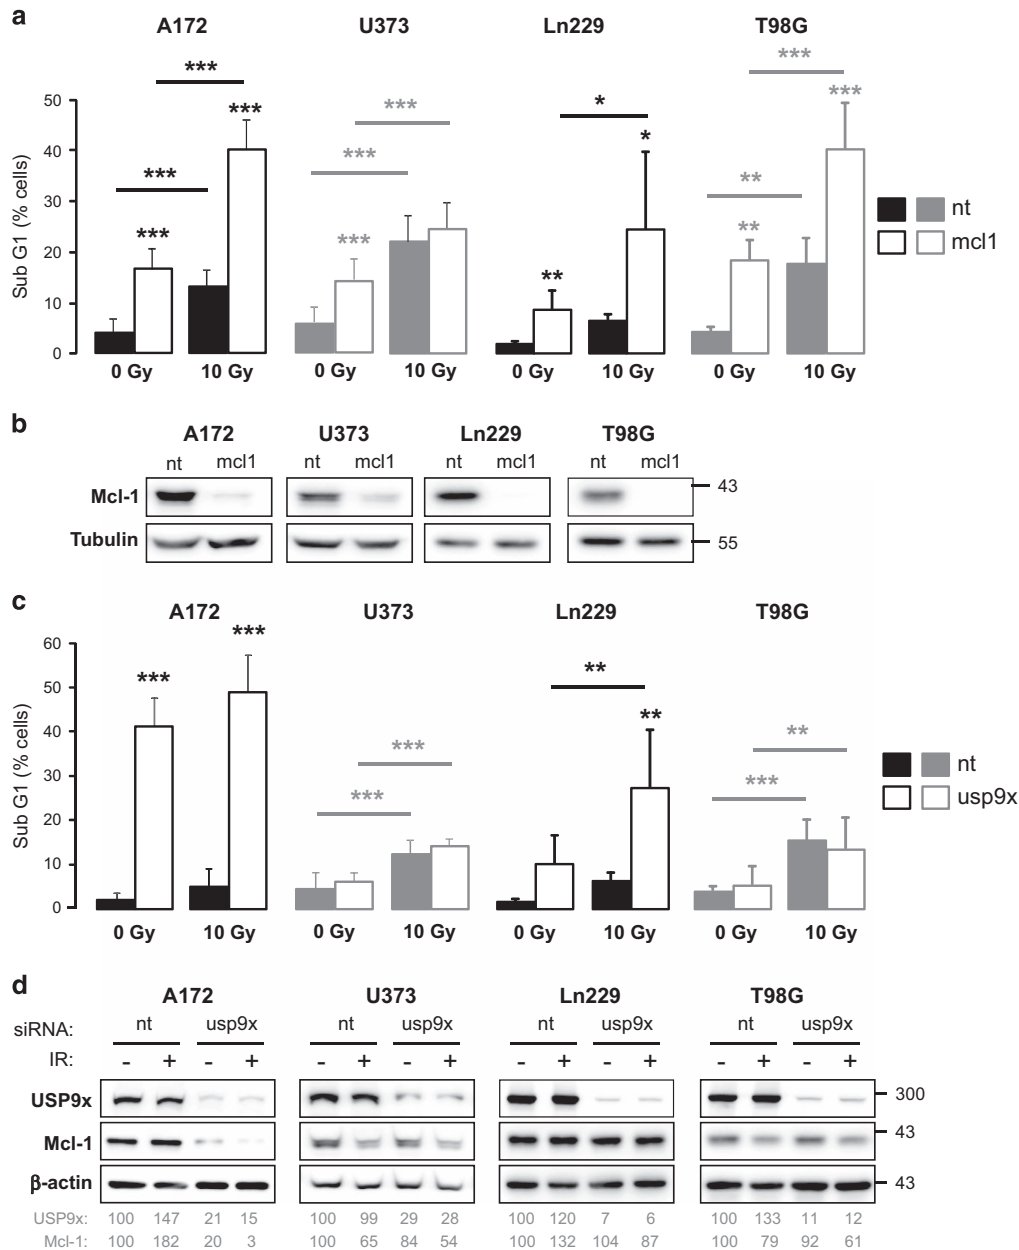 a
A172 U373 Ln229 T98G
*** *** * ***
*** *** *** * ***
*** *** *** ** ** **
Sub G1 (% cells)
50
40
30
20
10
0
0 Gy 10 Gy 0 Gy 10 Gy 0 Gy 10 Gy 0 Gy 10 Gy
nt
mcl1
b
A172 U373 Ln229 T98G
nt mcl1 nt mcl1 nt mcl1 nt mcl1
Mcl-1 43
Tubulin 55
c
A172 U373 Ln229 T98G
*** *** ** **
*** *** ** ***
Sub G1 (% cells)
60
50
40
30
20
10
0
0 Gy 10 Gy 0 Gy 10 Gy 0 Gy 10 Gy 0 Gy 10 Gy
nt
usp9x
d
A172 U373 Ln229 T98G
siRNA: nt usp9x nt usp9x nt usp9x nt usp9x
IR: - + - + - + - + - + - + - + - +
USP9x 300
Mcl-1 43
β-actin 43
USP9x: 100 147 21 15 100 99 29 28 100 120 7 6 100 133 11 12
Mcl-1: 100 182 20 3 100 65 84 54 100 132 104 87 100 79 92 61